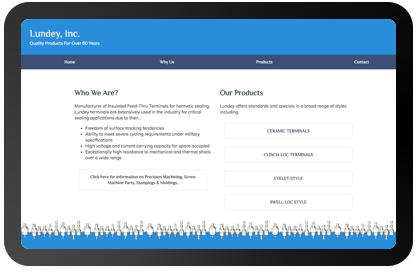 Lundey, Inc.
Quality Products For Over 60 Years
Home
Why Us
Products
Contact
Who We Are?
Manufacturer of Insulated Feed-Thru Terminals for hermetic sealing.
Lundey terminals are extensively used in the industry for critical
sealing applications due to their...
Freedom of surface tracking tendencies
Ability to meet severe cycling requirements under military
specifications
High voltage and current carrying capacity for space occupied
Exceptionally high resistance to mechanical and thermal shock
over a wide range
Click here for information on Precision Machining, Screw
Machine Parts, Stampings & Moldings.
Our Products
Lundey offers standards and specials in a broad range of styles
including:
CERAMIC TERMINALS
CLINCH-LOC TERMINALS
EYELET-STYLE
SWELL-LOC STYLE